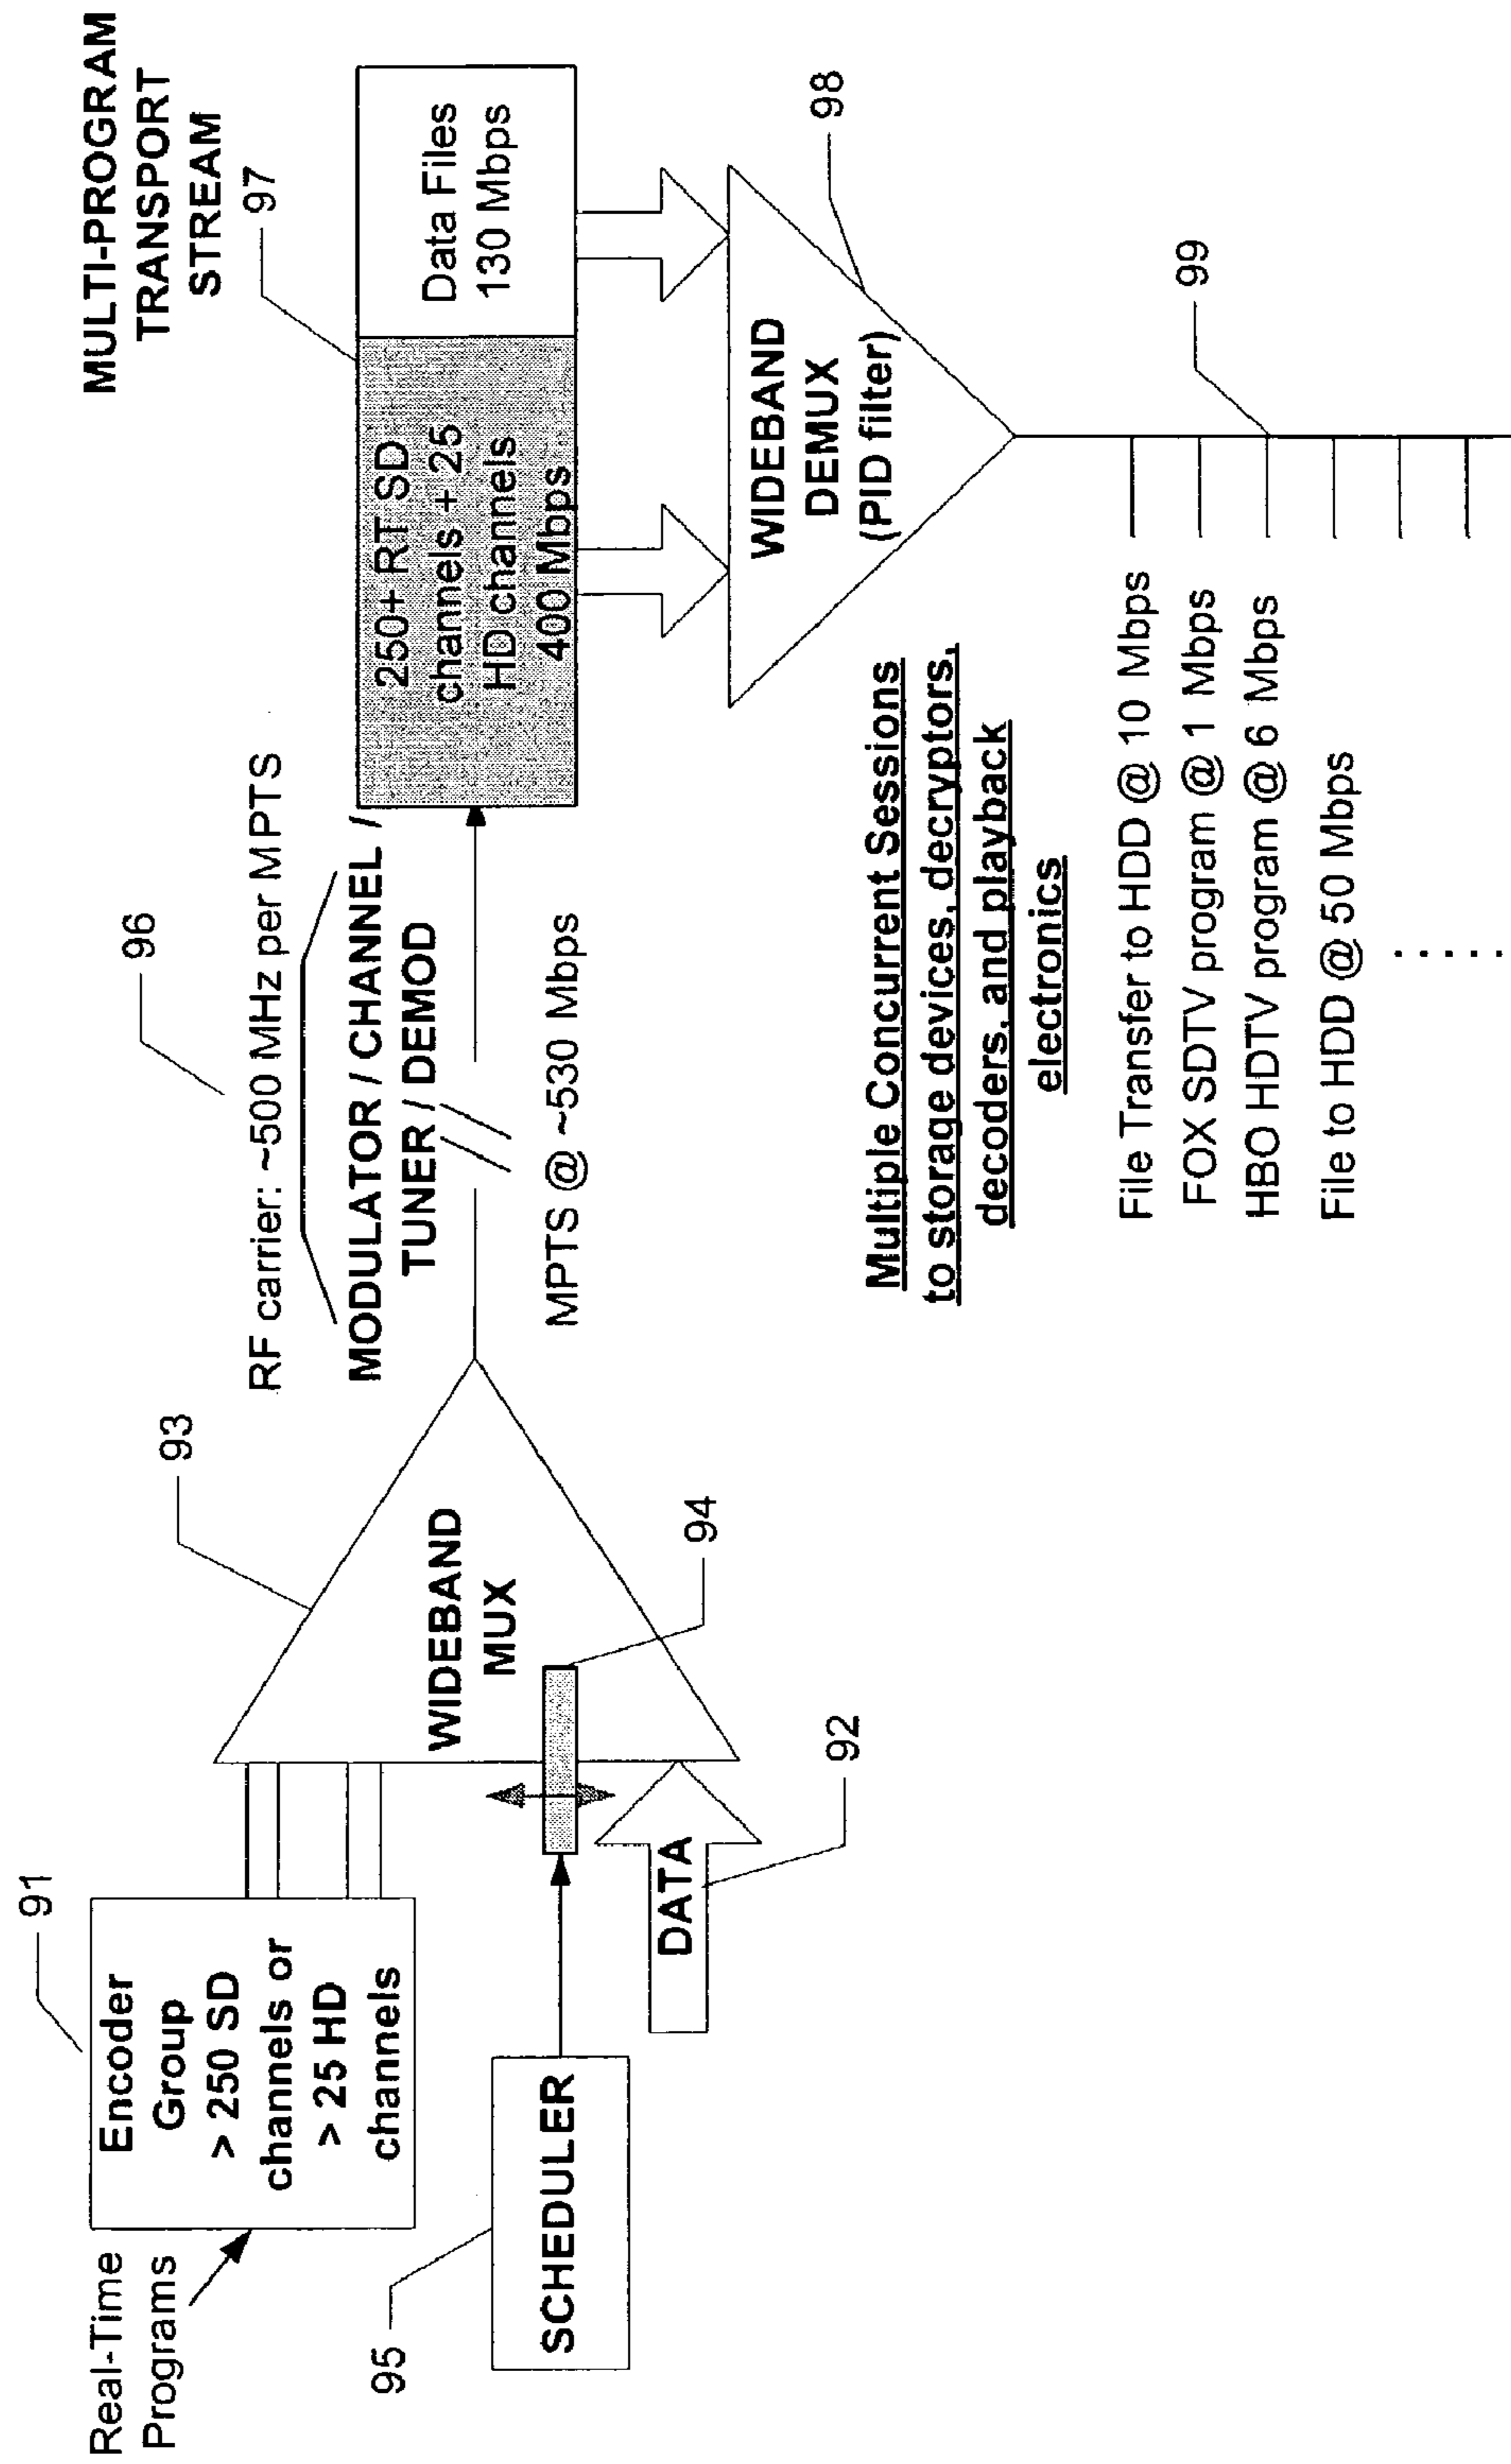 Real-Time
Programs
91
Encoder
Group
> 250 SD
channels or
> 25 HD
channels
95
SCHEDULER
DATA
92
93
WIDEBAND
MUX
94
96
RF carrier: ~500 MHz per MPTS
MODULATOR / CHANNEL /
TUNER / DEMOD
MPTS @ ~530 Mbps
MULTI-PROGRAM
TRANSPORT
STREAM
97
250+ RT SD
channels + 25
HD channels
400 Mbps
Data Files
130 Mbps
WIDEBAND
DEMUX
(PID filter)
98
Multiple Concurrent Sessions
to storage devices, decryptors,
decoders, and playback
electronics
File Transfer to HDD @ 10 Mbps
FOX SDTV program @ 1 Mbps
HBO HDTV program @ 6 Mbps
File to HDD @ 50 Mbps
. . . . .
99